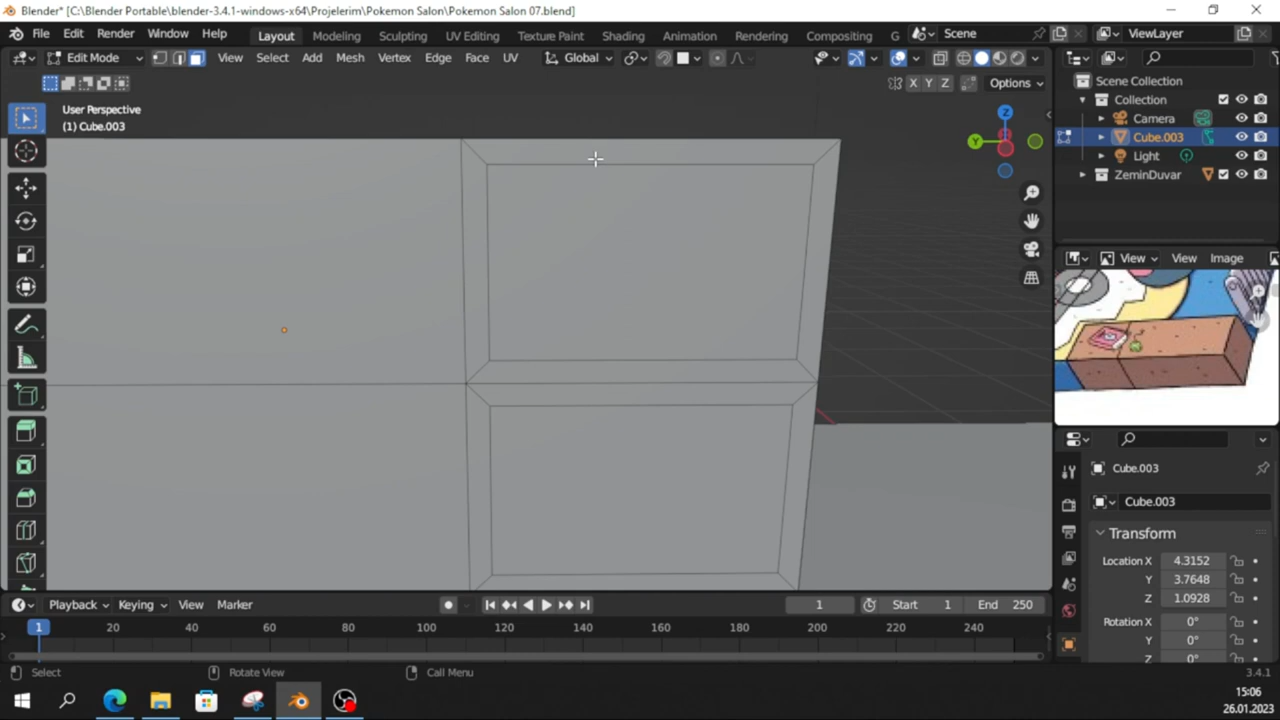 Blender* [C:\Blender Portable\blender-3.4.1-windows-x64\Projelerim\Pokemon Salon\Pokemon Salon 07.blend]
File Edit Render Window Help Layout Modeling Sculpting UV Editing Texture Paint Shading Animation Rendering Compositing G Scene ViewLayer
Edit Mode View Select Add Mesh Vertex Edge Face UV Global
X Y Z Options
User Perspective
(1) Cube.003
Z
Y
Scene Collection
Collection
Camera
Cube.003
Light
ZeminDuvar
View View Image
Cube.003
Cube.003
Transform
Location X 4.3152
Y 3.7648
Z 1.0928
Rotation X 0°
Y 0°
Z 0°
Playback Keying View Marker 1 Start 1 End 250
1 20 40 60 80 100 120 140 160 180 200 220 240
Select Rotate View Call Menu 3.4.1
15:06
26.01.2023